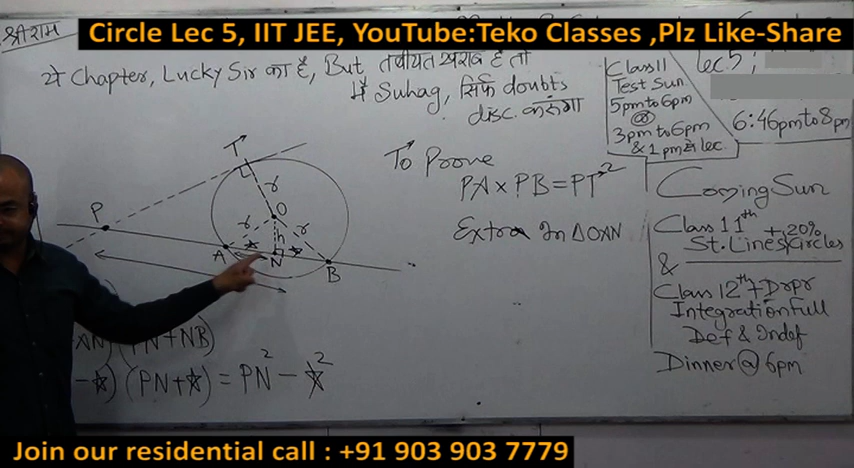 Circle Lec 5, IIT JEE, YouTube:Teko Classes ,Plz Like-Share
श्री राम
ये Chapter, Lucky Sir का है, But तबीयत खराब है तो
मैं Suhag, सिर्फ doubts
disc. करूंगा
Class 11
Test Sun.
5pm to 6pm
@
3pm to 6pm
& 1 pm से lec.
Lec 5,
6:46pm to 8pm
To Prove
PA × PB = PT²
Extra In ΔOAN
T
r
P
O
r
r
h
A
N
B
AN) (PN+NB)
-☆) (PN+☆) = PN² - ☆²
Coming Sun
Class 11th +20%
St. Lines, Circles
&
Class 12th + Drpr
Integration Full
Def & Indef
Dinner @ 6pm
Join our residential call : +91 903 903 7779